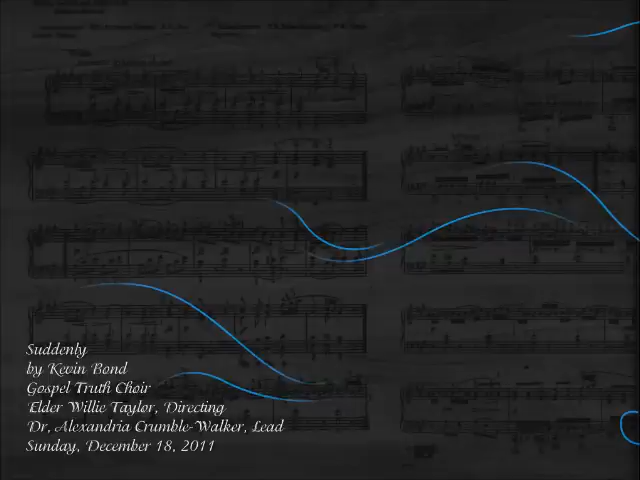 Suddenly
by Kevin Bond
Gospel Truth Choir
Elder Willie Taylor, Directing
Dr. Alexandria Crumble-Walker, Lead
Sunday, December 18, 2011